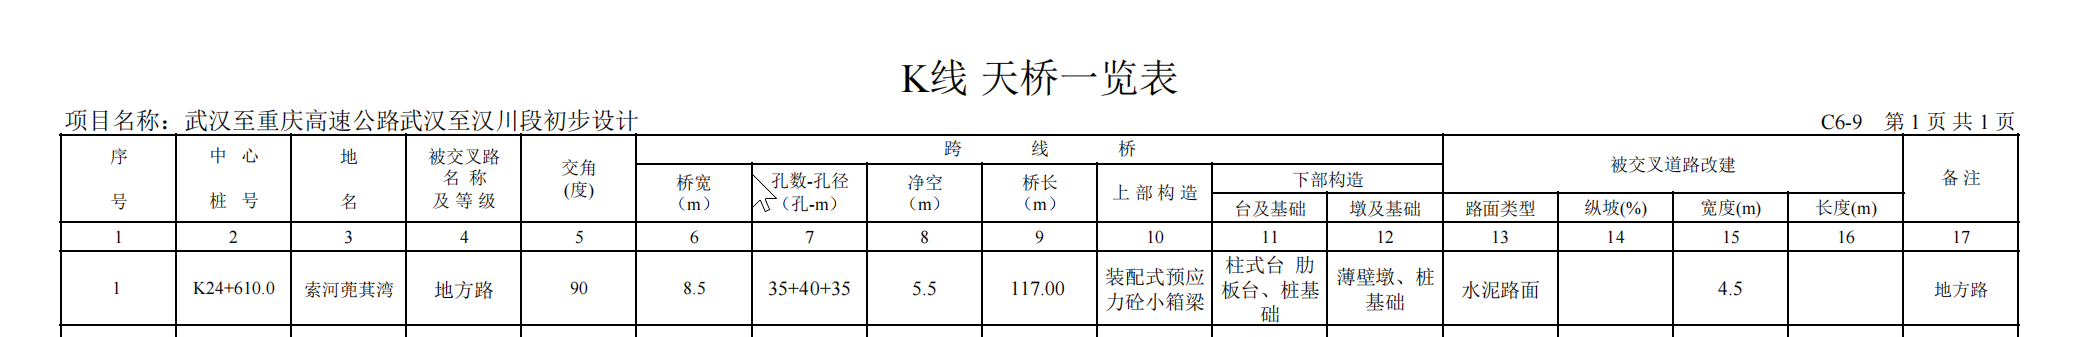 K线 天桥一览表
项目名称：武汉至重庆高速公路武汉至汉川段初步设计
C6-9 第 1 页 共 1 页
序号 中心桩号 地名 被交叉路名称及等级 交角(度) 跨线桥 被交叉道路改建 备注
桥宽（m） 孔数-孔径（孔-m） 净空（m） 桥长（m） 上部构造 下部构造
台及基础 墩及基础 路面类型 纵坡(%) 宽度(m) 长度(m)
1 2 3 4 5 6 7 8 9 10 11 12 13 14 15 16 17
1 K24+610.0 索河蔸萁湾 地方路 90 8.5 35+40+35 5.5 117.00 装配式预应力砼小箱梁 柱式台 肋板台、桩基础 薄壁墩、桩基础 水泥路面 4.5 地方路